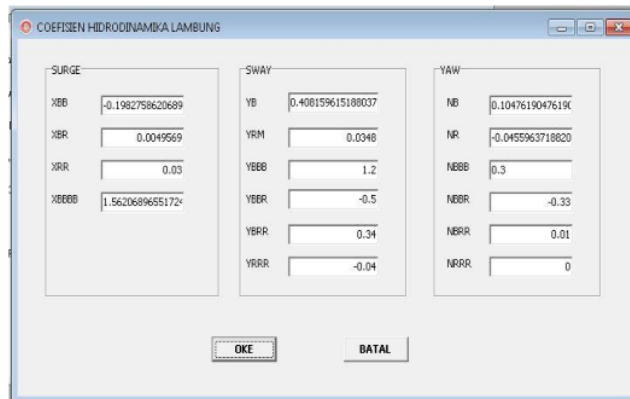 COEFISIEN HIDRODINAMIKA LAMBUNG
SURGE
XBB -0.1982758620689
XBR 0.0049569
XRR 0.03
XBBBB 1.56206896551724
SWAY
YB 0.408159615188037
YRM 0.0348
YBBB 1.2
YBBR -0.5
YBRR 0.34
YRRR -0.04
YAW
NB 0.1047619047619
NR -0.0455963718820
NBBB 0.3
NBBR -0.33
NBRR 0.01
NRRR 0
OKE BATAL